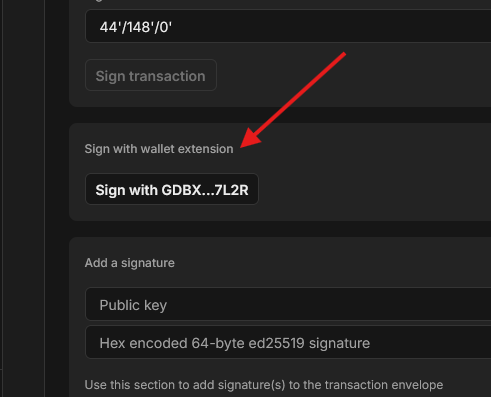 44'/148'/0'
Sign transaction
Sign with wallet extension
Sign with GDBX...7L2R
Add a signature
Public key
Hex encoded 64-byte ed25519 signature
Use this section to add signature(s) to the transaction envelope